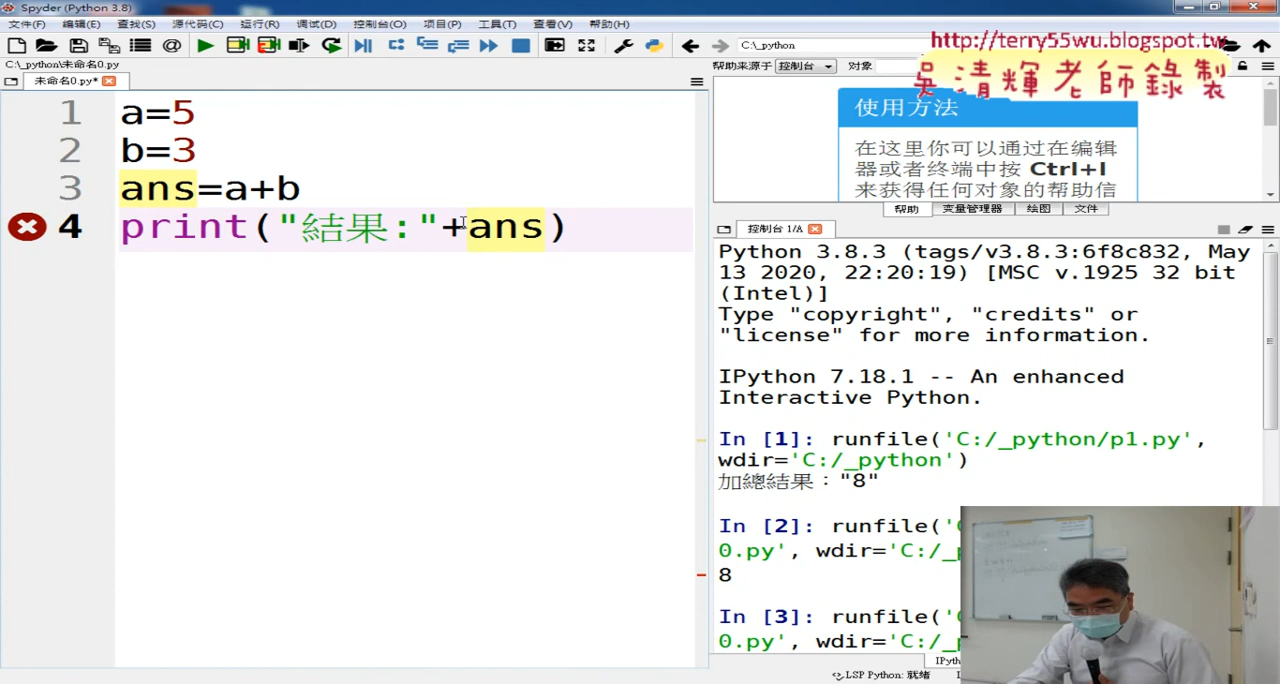 Spyder (Python 3.8)
文件(F) 编辑(E) 查找(S) 源代码(C) 运行(R) 调试(D) 控制台(O) 项目(P) 工具(T) 查看(V) 帮助(H)
C:\_python
http://terry55wu.blogspot.tw
吳清輝老師錄製
C:\_python\未命名0.py
未命名0.py*
帮助来源于 控制台 对象
1 a=5
2 b=3
3 ans=a+b
4 print("結果:"+ans)
使用方法
在这里你可以通过在编辑
器或者终端中按 Ctrl+I
来获得任何对象的帮助信
帮助 变量管理器 绘图 文件
控制台 1/A
Python 3.8.3 (tags/v3.8.3:6f8c832, May
13 2020, 22:20:19) [MSC v.1925 32 bit
(Intel)]
Type "copyright", "credits" or
"license" for more information.
IPython 7.18.1 -- An enhanced
Interactive Python.
In [1]: runfile('C:/_python/p1.py',
wdir='C:/_python')
加總結果："8"
In [2]: runfile('
0.py', wdir='C:/_
8
In [3]: runfile('
0.py', wdir='C:/_
LSP Python: 就绪